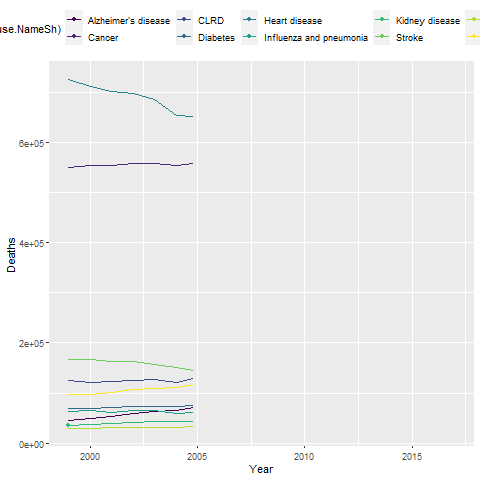 use.NameSh)
Alzheimer's disease CLRD Heart disease Kidney disease
Cancer Diabetes Influenza and pneumonia Stroke
6e+05
4e+05
2e+05
0e+00
Deaths
2000 2005 2010 2015
Year